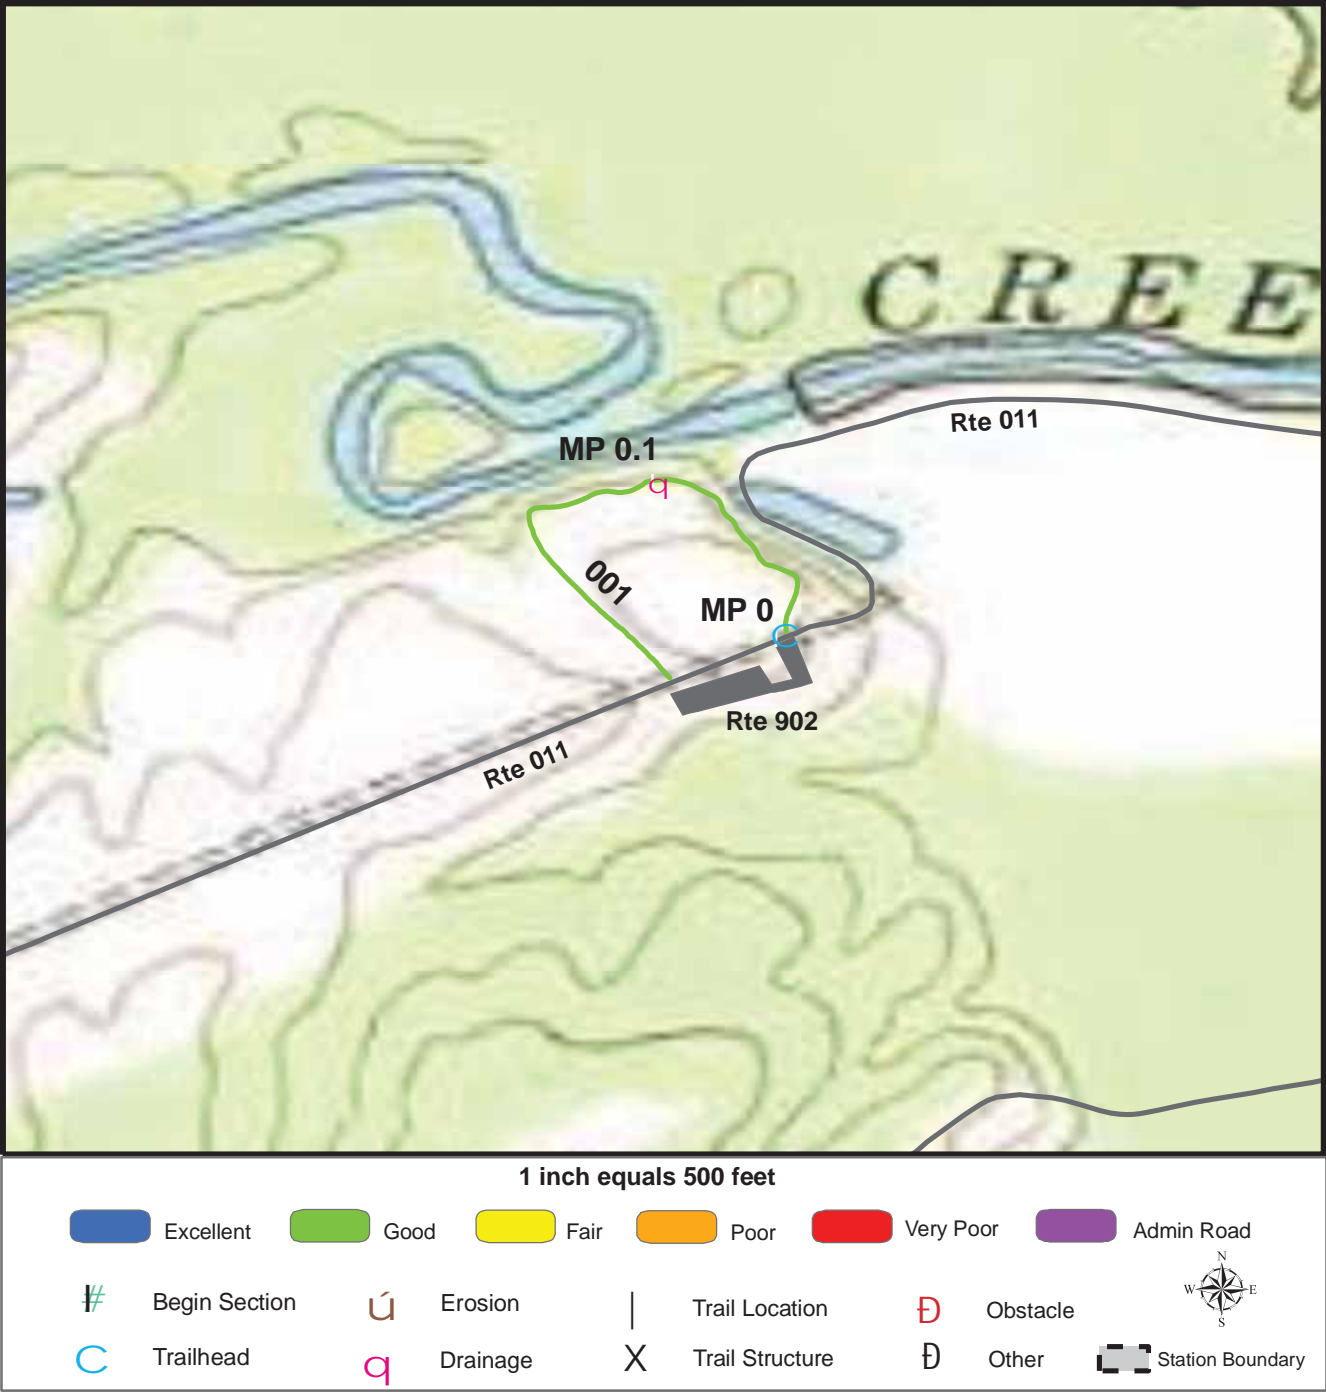 CREE
Rte 011
MP 0.1
q
001
MP 0
Rte 902
Rte 011
1 inch equals 500 feet
Excellent
Good
Fair
Poor
Very Poor
Admin Road
# Begin Section
ú Erosion
| Trail Location
Ð Obstacle
N
W E
S
C Trailhead
q Drainage
X Trail Structure
Ð Other
Station Boundary